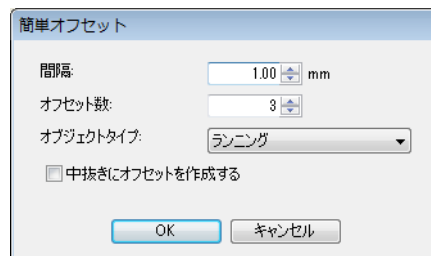 簡単オフセット
間隔: 1.00 mm
オフセット数: 3
オブジェクトタイプ: ランニング
中抜きにオフセットを作成する
OK キャンセル